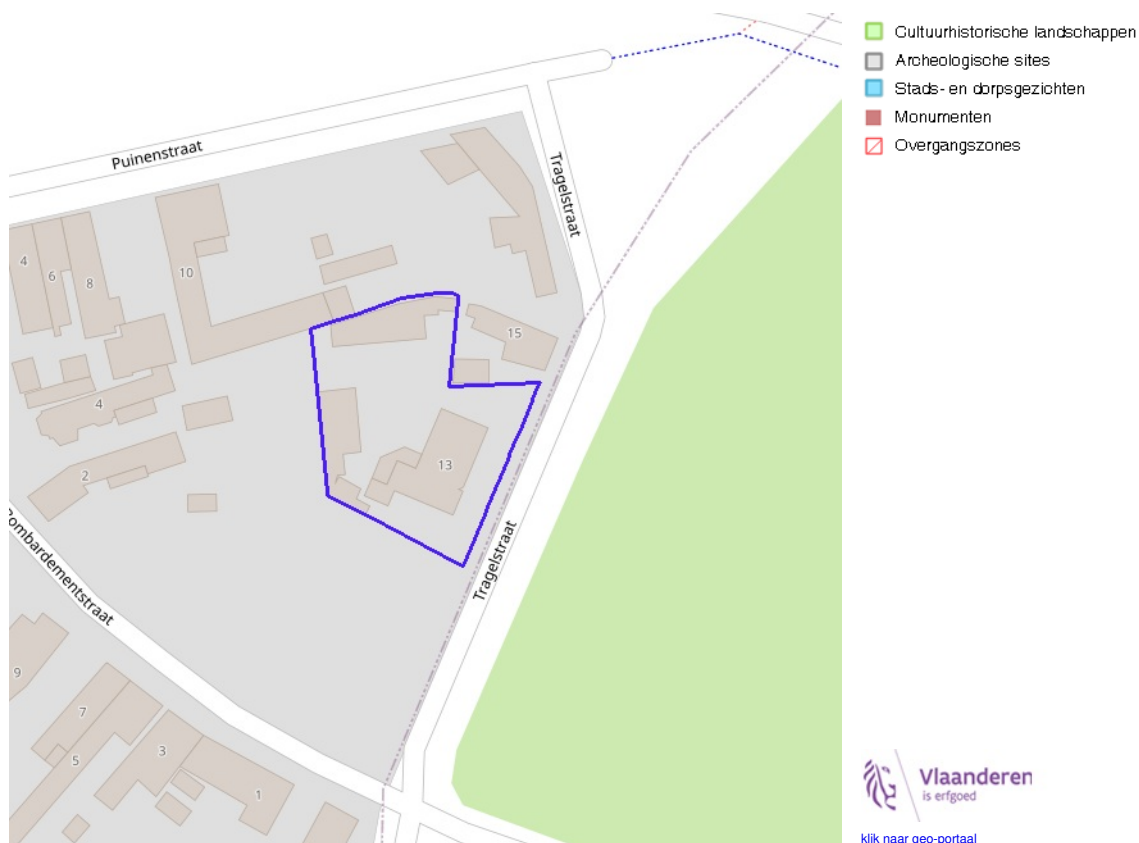 Cultuurhistorische landschappen
Archeologische sites
Stads- en dorpsgezichten
Monumenten
Overgangszones
Puinenstraat
Tragelstraat
4
6
8
10
15
4
2
13
Bombardementstraat
Tragelstraat
9
7
5
3
1
Vlaanderen
is erfgoed
klik naar geo-portaal